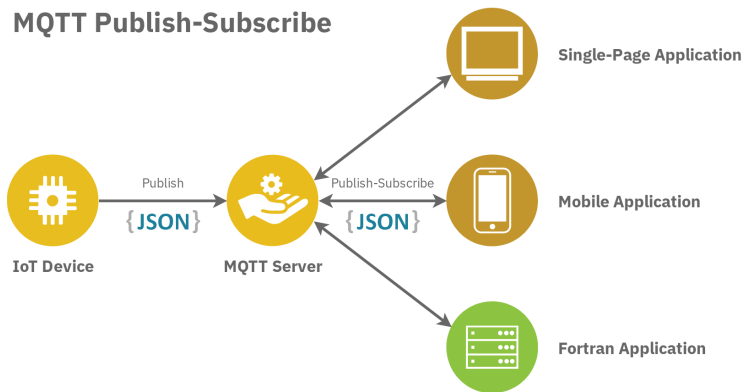 MQTT Publish-Subscribe
Single-Page Application
Publish
{JSON}
Publish-Subscribe
{JSON}
Mobile Application
IoT Device
MQTT Server
Fortran Application